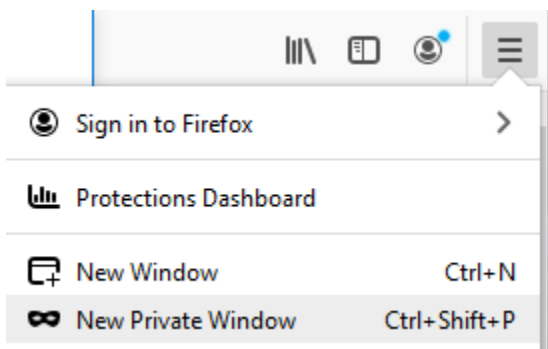 Sign in to Firefox
Protections Dashboard
New Window Ctrl+N
New Private Window Ctrl+Shift+P